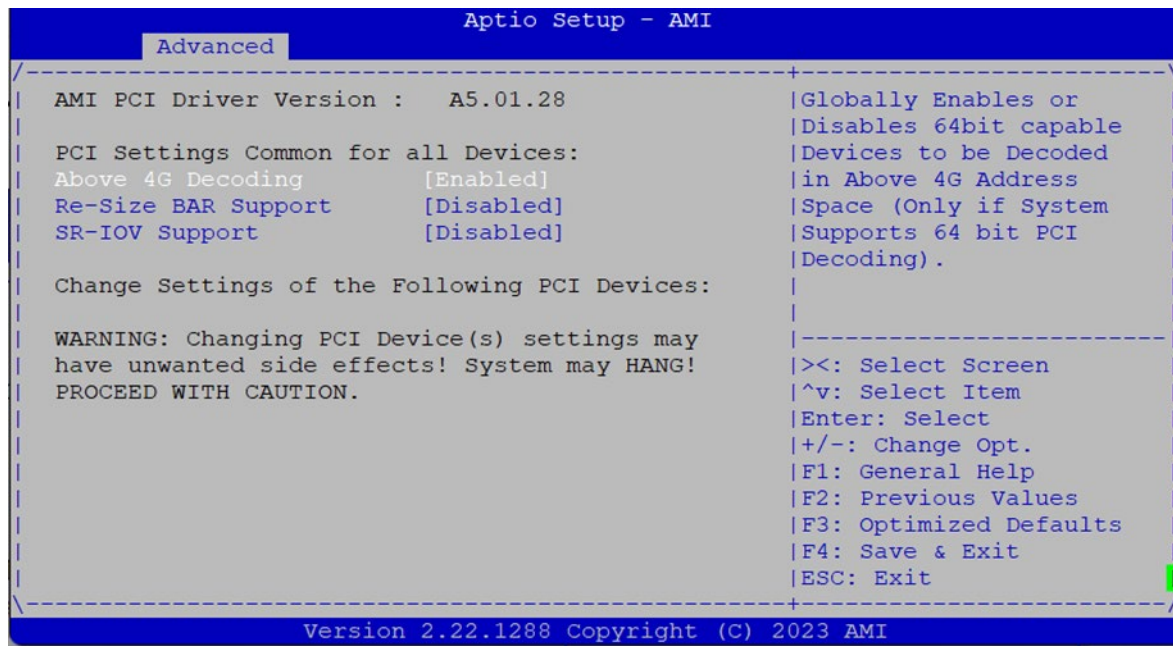 Aptio Setup - AMI
Advanced
AMI PCI Driver Version :   A5.01.28
PCI Settings Common for all Devices:
Above 4G Decoding         [Enabled]
Re-Size BAR Support       [Disabled]
SR-IOV Support            [Disabled]
Change Settings of the Following PCI Devices:
WARNING: Changing PCI Device(s) settings may
have unwanted side effects! System may HANG!
PROCEED WITH CAUTION.
Globally Enables or
Disables 64bit capable
Devices to be Decoded
in Above 4G Address
Space (Only if System
Supports 64 bit PCI
Decoding).
><: Select Screen
^v: Select Item
Enter: Select
+/-: Change Opt.
F1: General Help
F2: Previous Values
F3: Optimized Defaults
F4: Save & Exit
ESC: Exit
Version 2.22.1288 Copyright (C) 2023 AMI